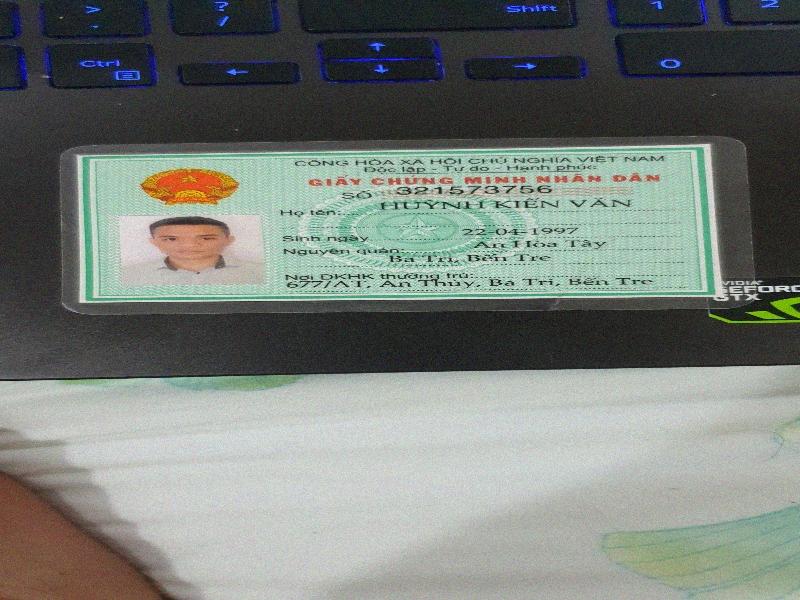 > ? Shift 1 2
. /
Ctrl ← ↑ ↓ → 0
CỘNG HÒA XÃ HỘI CHỦ NGHĨA VIỆT NAM
Độc lập - Tự do - Hạnh phúc
GIẤY CHỨNG MINH NHÂN DÂN
SỐ 321573756
Họ tên: HUỲNH KIẾN VĂN
Sinh ngày 22-04-1997
Nguyên quán: An Hòa Tây
Ba Tri, Bến Tre
Nơi ĐKHK thường trú:
677/A1, An Thủy, Ba Tri, Bến Tre
NVIDIA
GEFORCE
GTX